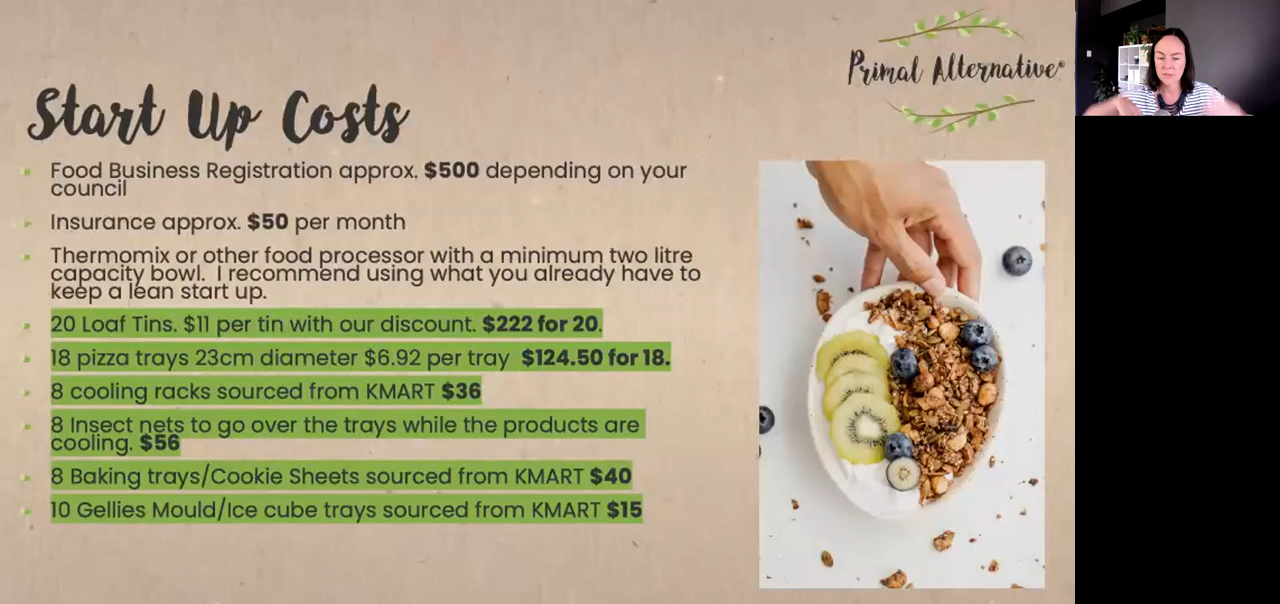 Primal Alternative®
Start Up Costs
Food Business Registration approx. $500 depending on your
council
Insurance approx. $50 per month
Thermomix or other food processor with a minimum two litre
capacity bowl. I recommend using what you already have to
keep a lean start up.
20 Loaf Tins. $11 per tin with our discount. $222 for 20.
18 pizza trays 23cm diameter $6.92 per tray $124.50 for 18.
8 cooling racks sourced from KMART $36
8 Insect nets to go over the trays while the products are
cooling. $56
8 Baking trays/Cookie Sheets sourced from KMART $40
10 Gellies Mould/Ice cube trays sourced from KMART $15